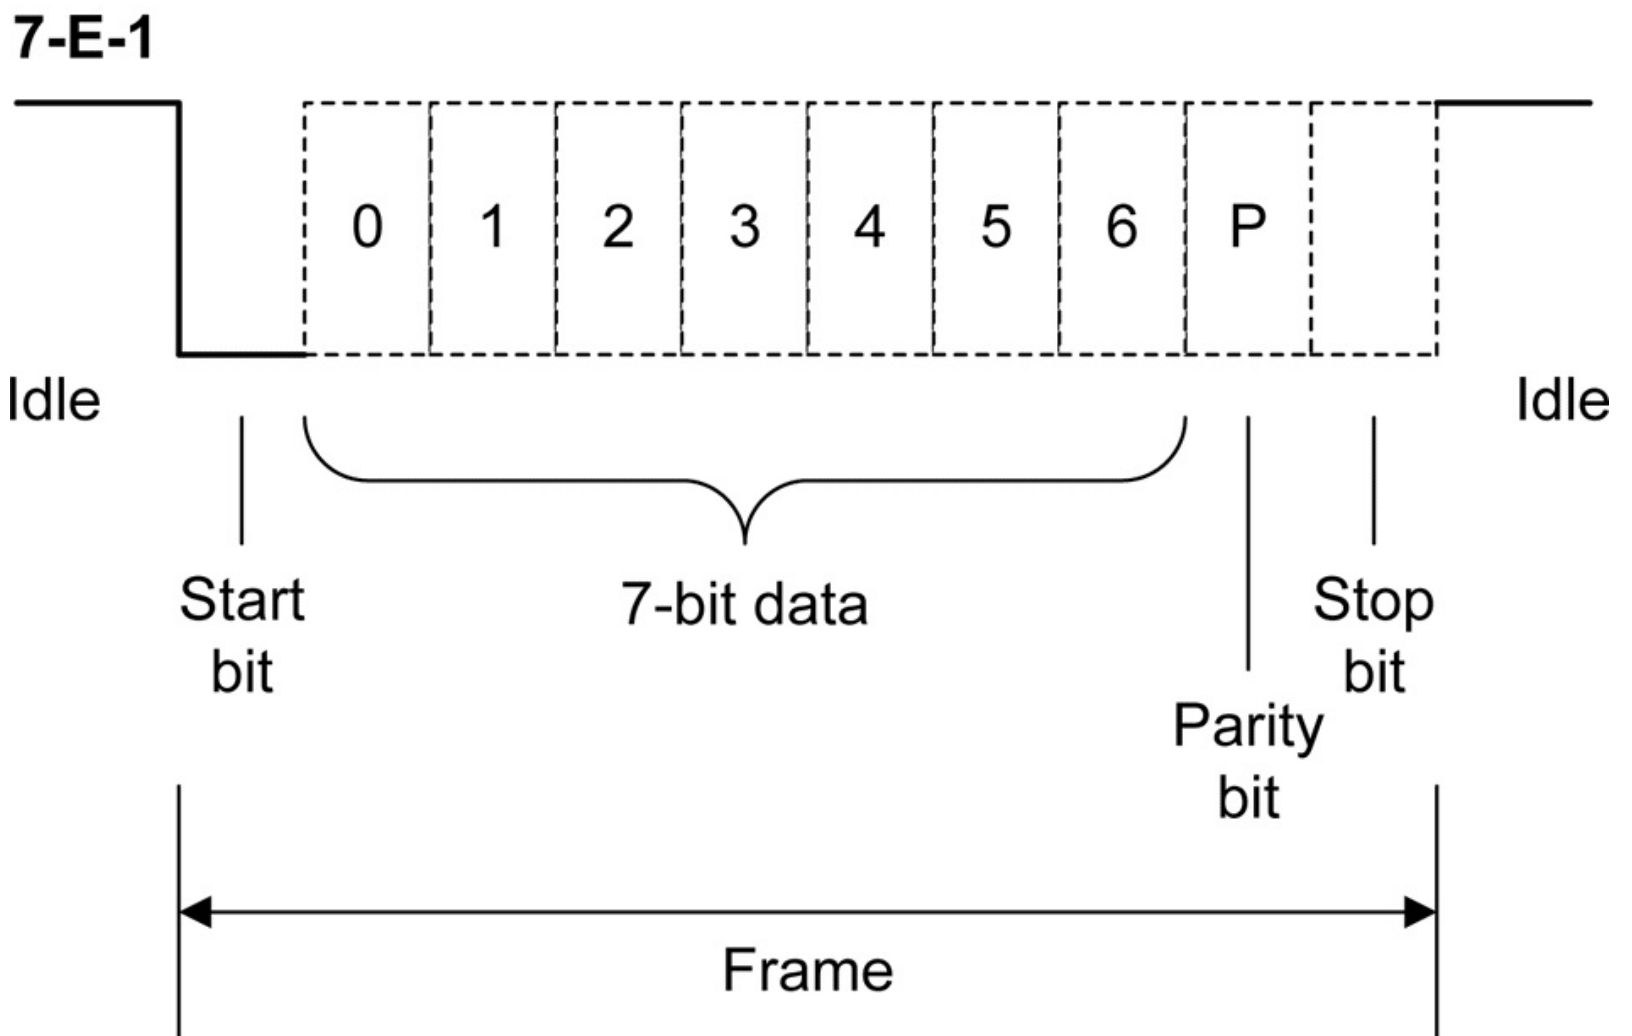 7-E-1
0 1 2 3 4 5 6 P
Idle
Idle
Start
bit
7-bit data
Parity
bit
Stop
bit
Frame